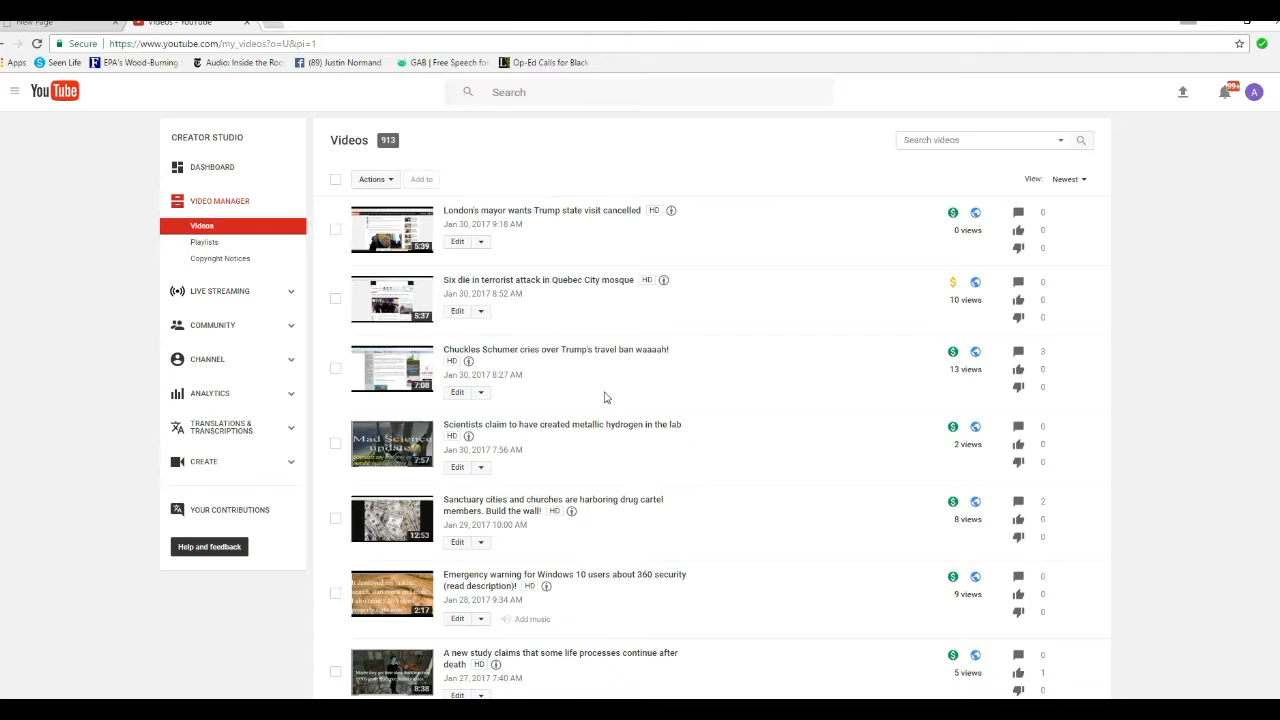 New Page
Videos - YouTube
Secure https://www.youtube.com/my_videos?o=U&pi=1
Apps Seen Life EPA's Wood-Burning Audio: Inside the Roo (89) Justin Normand GAB | Free Speech for Op-Ed Calls for Black
YouTube Search 99+ A
CREATOR STUDIO
DASHBOARD
VIDEO MANAGER
Videos
Playlists
Copyright Notices
LIVE STREAMING
COMMUNITY
CHANNEL
ANALYTICS
TRANSLATIONS &
TRANSCRIPTIONS
CREATE
YOUR CONTRIBUTIONS
Help and feedback
Videos 913
Search videos
Actions Add to
View: Newest
London's mayor wants Trump state visit cancelled HD
Jan 30, 2017 9:18 AM
Edit
5:39
0
0 views
0
0
Six die in terrorist attack in Quebec City mosque HD
Jan 30, 2017 8:52 AM
Edit
5:37
0
10 views
0
0
Chuckles Schumer cries over Trump's travel ban waaaah!
HD
Jan 30, 2017 8:27 AM
Edit
7:08
3
13 views
0
0
Scientists claim to have created metallic hydrogen in the lab
HD
Jan 30, 2017 7:56 AM
Edit
Mad Science
update
7:57
0
2 views
0
0
Sanctuary cities and churches are harboring drug cartel
members. Build the wall! HD
Jan 29, 2017 10:00 AM
Edit
12:53
2
8 views
0
0
Emergency warning for Windows 10 users about 360 security
(read description)! HD
Jan 28, 2017 9:34 AM
Edit Add music
2:17
0
9 views
0
0
A new study claims that some life processes continue after
death HD
Jan 27, 2017 7:40 AM
Edit
8:38
0
5 views
1
0